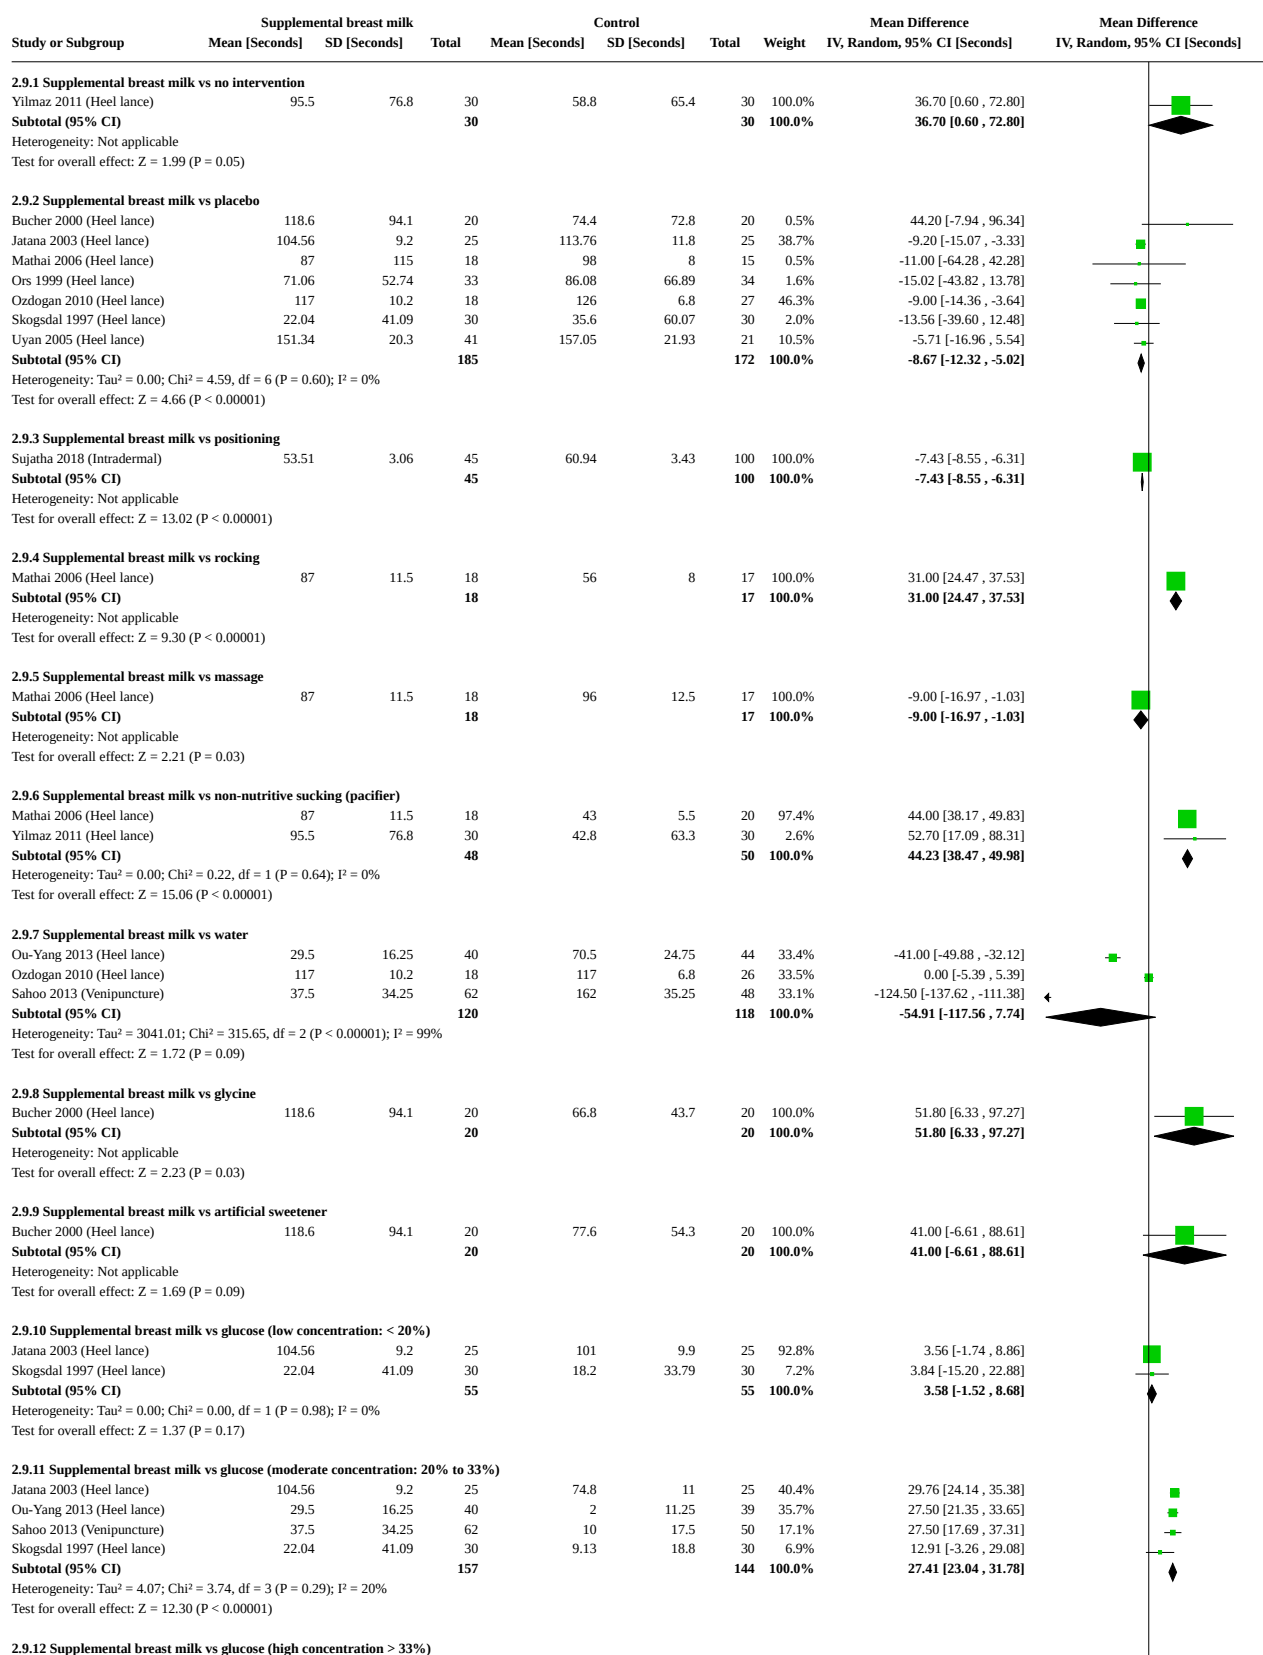 Supplemental breast milk Control Mean Difference Mean Difference
Study or Subgroup Mean [Seconds] SD [Seconds] Total Mean [Seconds] SD [Seconds] Total Weight IV, Random, 95% CI [Seconds] IV, Random, 95% CI [Seconds]
2.9.1 Supplemental breast milk vs no intervention
Yilmaz 2011 (Heel lance) 95.5 76.8 30 58.8 65.4 30 100.0% 36.70 [0.60 , 72.80]
Subtotal (95% CI) 30 30 100.0% 36.70 [0.60 , 72.80]
Heterogeneity: Not applicable
Test for overall effect: Z = 1.99 (P = 0.05)
2.9.2 Supplemental breast milk vs placebo
Bucher 2000 (Heel lance) 118.6 94.1 20 74.4 72.8 20 0.5% 44.20 [-7.94 , 96.34]
Jatana 2003 (Heel lance) 104.56 9.2 25 113.76 11.8 25 38.7% -9.20 [-15.07 , -3.33]
Mathai 2006 (Heel lance) 87 115 18 98 8 15 0.5% -11.00 [-64.28 , 42.28]
Ors 1999 (Heel lance) 71.06 52.74 33 86.08 66.89 34 1.6% -15.02 [-43.82 , 13.78]
Ozdogan 2010 (Heel lance) 117 10.2 18 126 6.8 27 46.3% -9.00 [-14.36 , -3.64]
Skogsdal 1997 (Heel lance) 22.04 41.09 30 35.6 60.07 30 2.0% -13.56 [-39.60 , 12.48]
Uyan 2005 (Heel lance) 151.34 20.3 41 157.05 21.93 21 10.5% -5.71 [-16.96 , 5.54]
Subtotal (95% CI) 185 172 100.0% -8.67 [-12.32 , -5.02]
Heterogeneity: Tau² = 0.00; Chi² = 4.59, df = 6 (P = 0.60); I² = 0%
Test for overall effect: Z = 4.66 (P < 0.00001)
2.9.3 Supplemental breast milk vs positioning
Sujatha 2018 (Intradermal) 53.51 3.06 45 60.94 3.43 100 100.0% -7.43 [-8.55 , -6.31]
Subtotal (95% CI) 45 100 100.0% -7.43 [-8.55 , -6.31]
Heterogeneity: Not applicable
Test for overall effect: Z = 13.02 (P < 0.00001)
2.9.4 Supplemental breast milk vs rocking
Mathai 2006 (Heel lance) 87 11.5 18 56 8 17 100.0% 31.00 [24.47 , 37.53]
Subtotal (95% CI) 18 17 100.0% 31.00 [24.47 , 37.53]
Heterogeneity: Not applicable
Test for overall effect: Z = 9.30 (P < 0.00001)
2.9.5 Supplemental breast milk vs massage
Mathai 2006 (Heel lance) 87 11.5 18 96 12.5 17 100.0% -9.00 [-16.97 , -1.03]
Subtotal (95% CI) 18 17 100.0% -9.00 [-16.97 , -1.03]
Heterogeneity: Not applicable
Test for overall effect: Z = 2.21 (P = 0.03)
2.9.6 Supplemental breast milk vs non-nutritive sucking (pacifier)
Mathai 2006 (Heel lance) 87 11.5 18 43 5.5 20 97.4% 44.00 [38.17 , 49.83]
Yilmaz 2011 (Heel lance) 95.5 76.8 30 42.8 63.3 30 2.6% 52.70 [17.09 , 88.31]
Subtotal (95% CI) 48 50 100.0% 44.23 [38.47 , 49.98]
Heterogeneity: Tau² = 0.00; Chi² = 0.22, df = 1 (P = 0.64); I² = 0%
Test for overall effect: Z = 15.06 (P < 0.00001)
2.9.7 Supplemental breast milk vs water
Ou-Yang 2013 (Heel lance) 29.5 16.25 40 70.5 24.75 44 33.4% -41.00 [-49.88 , -32.12]
Ozdogan 2010 (Heel lance) 117 10.2 18 117 6.8 26 33.5% 0.00 [-5.39 , 5.39]
Sahoo 2013 (Venipuncture) 37.5 34.25 62 162 35.25 48 33.1% -124.50 [-137.62 , -111.38]
Subtotal (95% CI) 120 118 100.0% -54.91 [-117.56 , 7.74]
Heterogeneity: Tau² = 3041.01; Chi² = 315.65, df = 2 (P < 0.00001); I² = 99%
Test for overall effect: Z = 1.72 (P = 0.09)
2.9.8 Supplemental breast milk vs glycine
Bucher 2000 (Heel lance) 118.6 94.1 20 66.8 43.7 20 100.0% 51.80 [6.33 , 97.27]
Subtotal (95% CI) 20 20 100.0% 51.80 [6.33 , 97.27]
Heterogeneity: Not applicable
Test for overall effect: Z = 2.23 (P = 0.03)
2.9.9 Supplemental breast milk vs artificial sweetener
Bucher 2000 (Heel lance) 118.6 94.1 20 77.6 54.3 20 100.0% 41.00 [-6.61 , 88.61]
Subtotal (95% CI) 20 20 100.0% 41.00 [-6.61 , 88.61]
Heterogeneity: Not applicable
Test for overall effect: Z = 1.69 (P = 0.09)
2.9.10 Supplemental breast milk vs glucose (low concentration: < 20%)
Jatana 2003 (Heel lance) 104.56 9.2 25 101 9.9 25 92.8% 3.56 [-1.74 , 8.86]
Skogsdal 1997 (Heel lance) 22.04 41.09 30 18.2 33.79 30 7.2% 3.84 [-15.20 , 22.88]
Subtotal (95% CI) 55 55 100.0% 3.58 [-1.52 , 8.68]
Heterogeneity: Tau² = 0.00; Chi² = 0.00, df = 1 (P = 0.98); I² = 0%
Test for overall effect: Z = 1.37 (P = 0.17)
2.9.11 Supplemental breast milk vs glucose (moderate concentration: 20% to 33%)
Jatana 2003 (Heel lance) 104.56 9.2 25 74.8 11 25 40.4% 29.76 [24.14 , 35.38]
Ou-Yang 2013 (Heel lance) 29.5 16.25 40 2 11.25 39 35.7% 27.50 [21.35 , 33.65]
Sahoo 2013 (Venipuncture) 37.5 34.25 62 10 17.5 50 17.1% 27.50 [17.69 , 37.31]
Skogsdal 1997 (Heel lance) 22.04 41.09 30 9.13 18.8 30 6.9% 12.91 [-3.26 , 29.08]
Subtotal (95% CI) 157 144 100.0% 27.41 [23.04 , 31.78]
Heterogeneity: Tau² = 4.07; Chi² = 3.74, df = 3 (P = 0.29); I² = 20%
Test for overall effect: Z = 12.30 (P < 0.00001)
2.9.12 Supplemental breast milk vs glucose (high concentration > 33%)